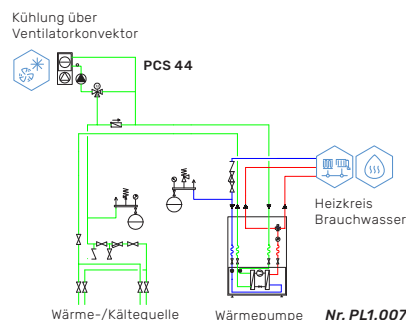 Kühlung über
Ventilatorkonvektor
PCS 44
Heizkreis
Brauchwasser
Wärme-/Kältequelle
Wärmepumpe
Nr. PL1.007